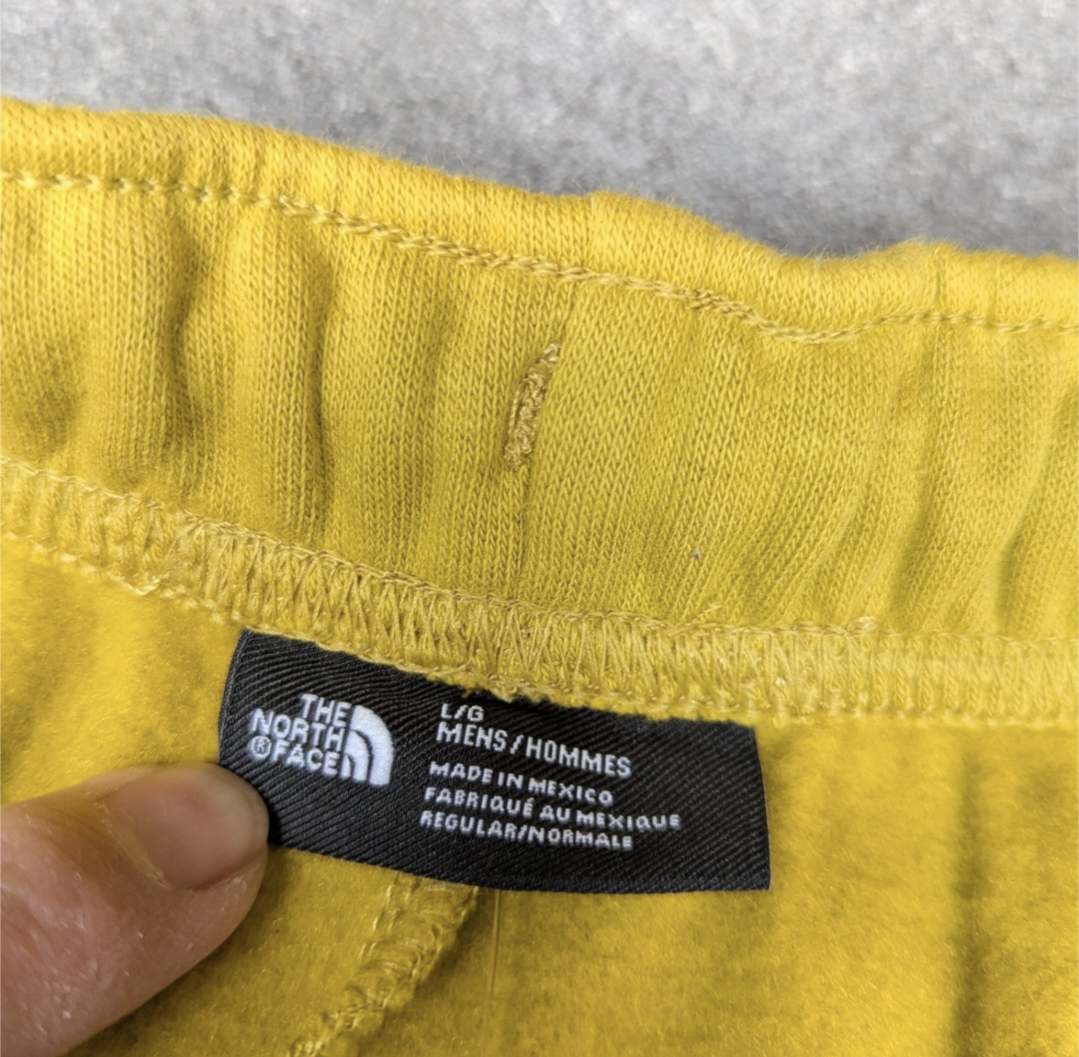 THE
NORTH
®FACE
L/G
MENS/HOMMES
MADE IN MEXICO
FABRIQUÉ AU MEXIQUE
REGULAR/NORMALE